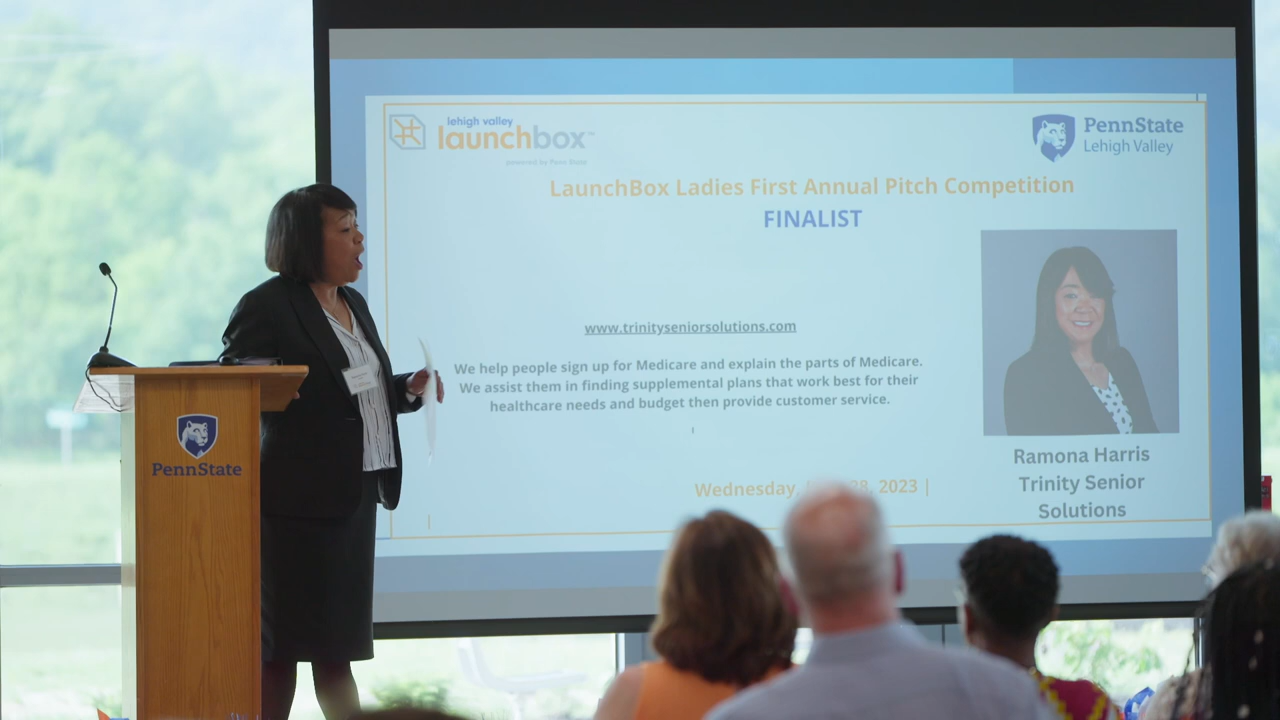 lehigh valley
launchbox™
powered by Penn State
PennState
Lehigh Valley
LaunchBox Ladies First Annual Pitch Competition
FINALIST
www.trinityseniorsolutions.com
We help people sign up for Medicare and explain the parts of Medicare.
We assist them in finding supplemental plans that work best for their
healthcare needs and budget then provide customer service.
Ramona Harris
Trinity Senior
Solutions
Wednesday, 28, 2023 |
PennState